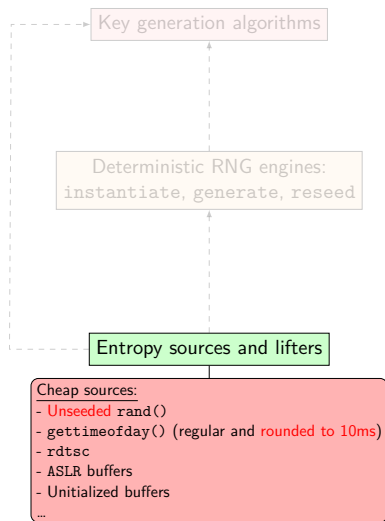 Key generation algorithms
Deterministic RNG engines:
instantiate, generate, reseed
Entropy sources and lifters
Cheap sources:
- Unseeded rand()
- gettimeofday() (regular and rounded to 10ms)
- rdtsc
- ASLR buffers
- Unitialized buffers
...